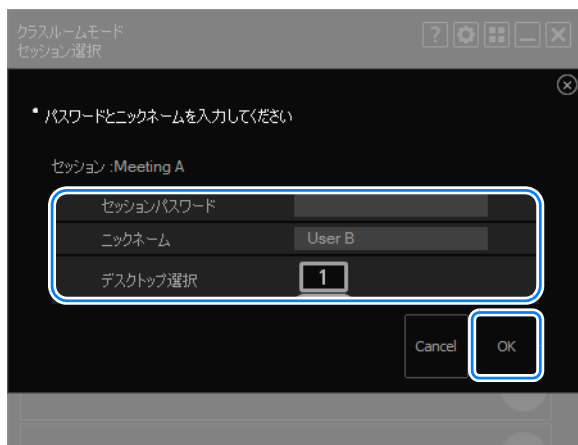 クラスルームモード
セッション選択
• パスワードとニックネームを入力してください
セッション :Meeting A
セッションパスワード
ニックネーム User B
デスクトップ選択 1
Cancel OK